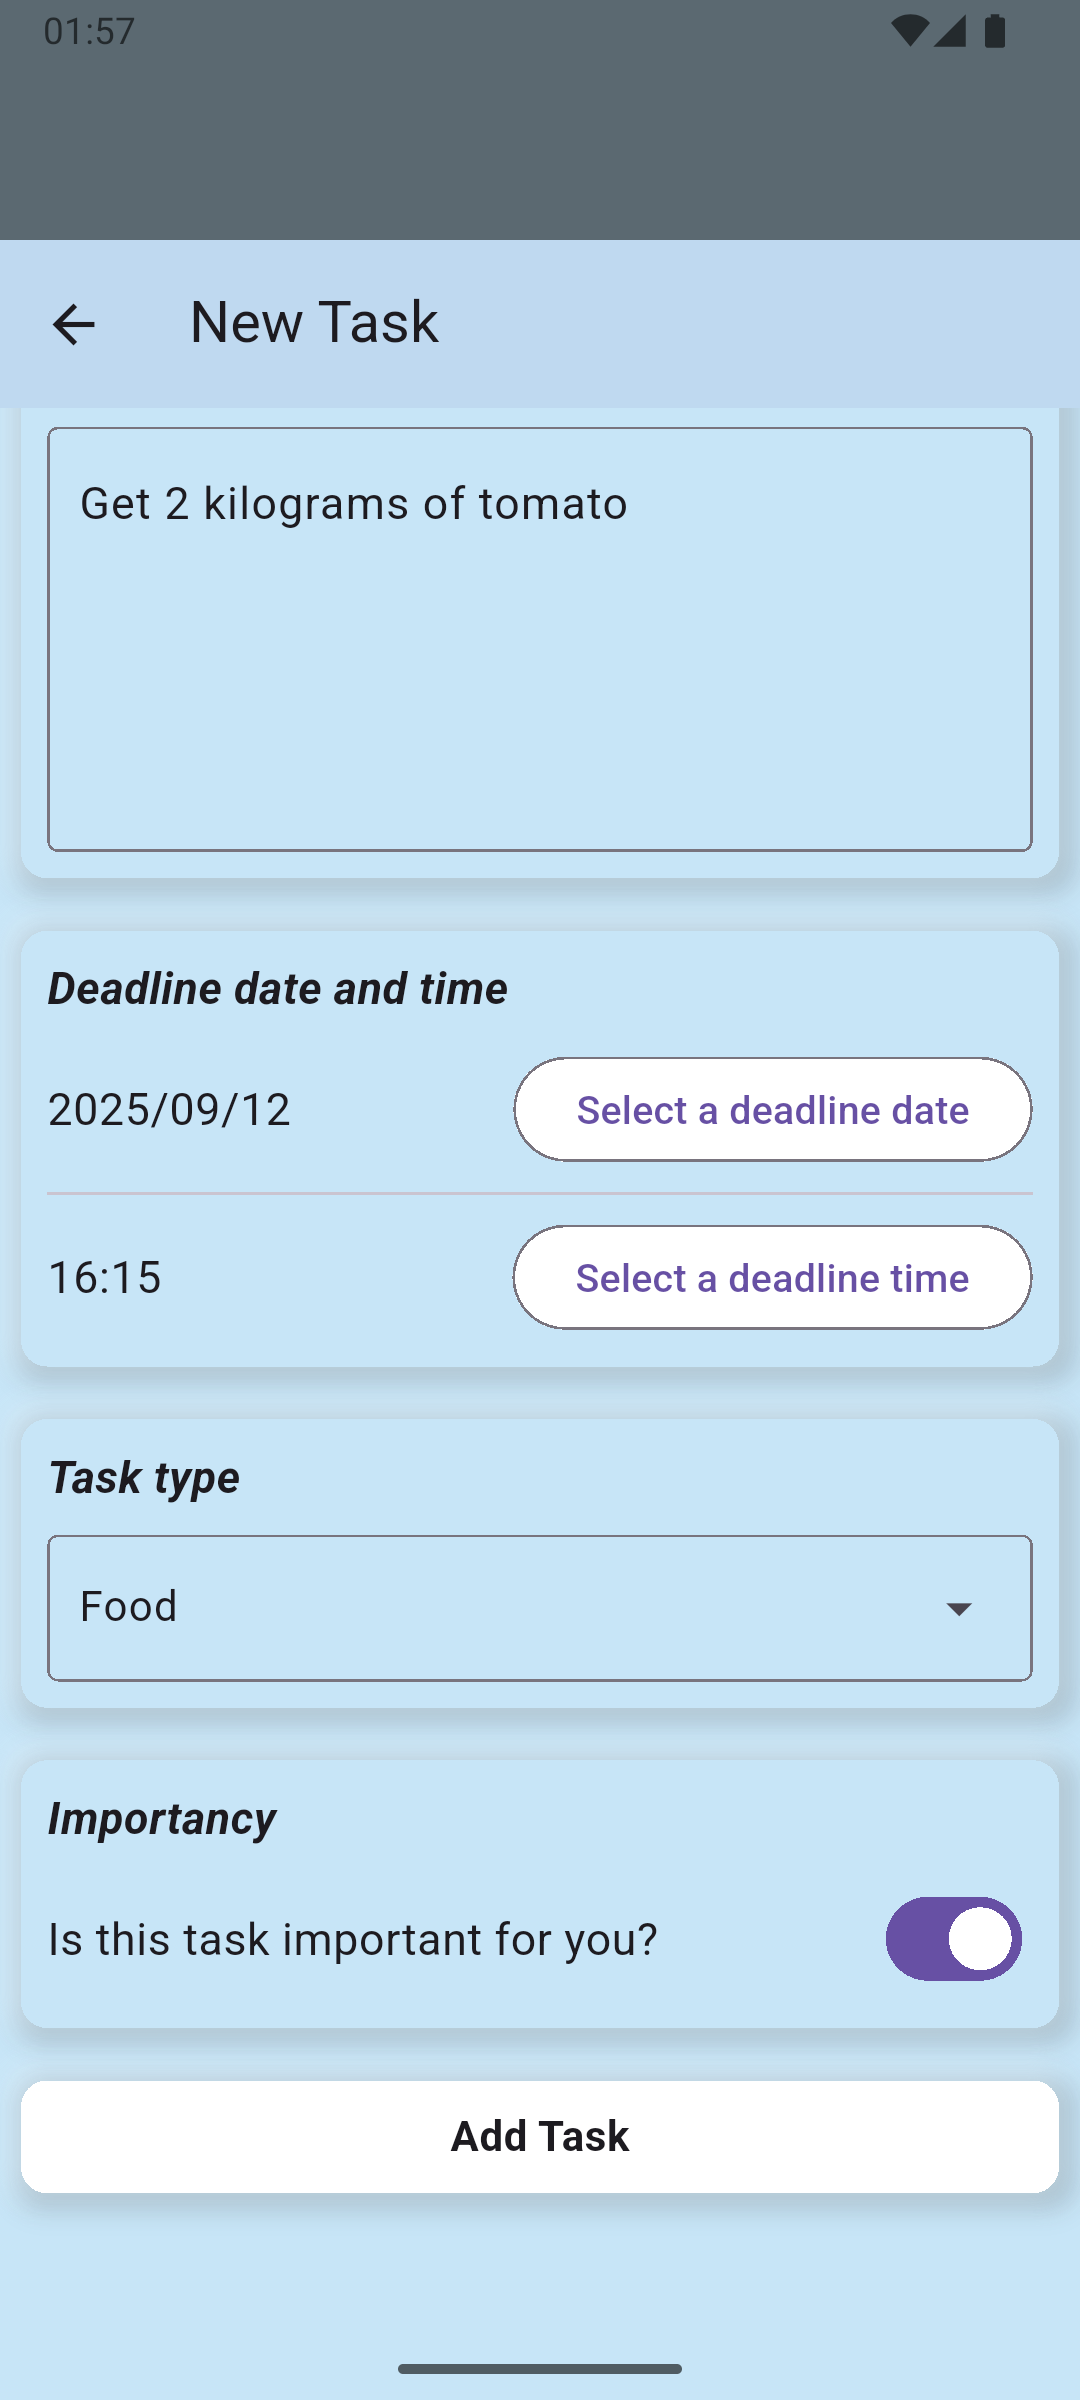 01:57
New Task
Get 2 kilograms of tomato
Deadline date and time
2025/09/12
Select a deadline date
16:15
Select a deadline time
Task type
Food
Importancy
Is this task important for you?
Add Task